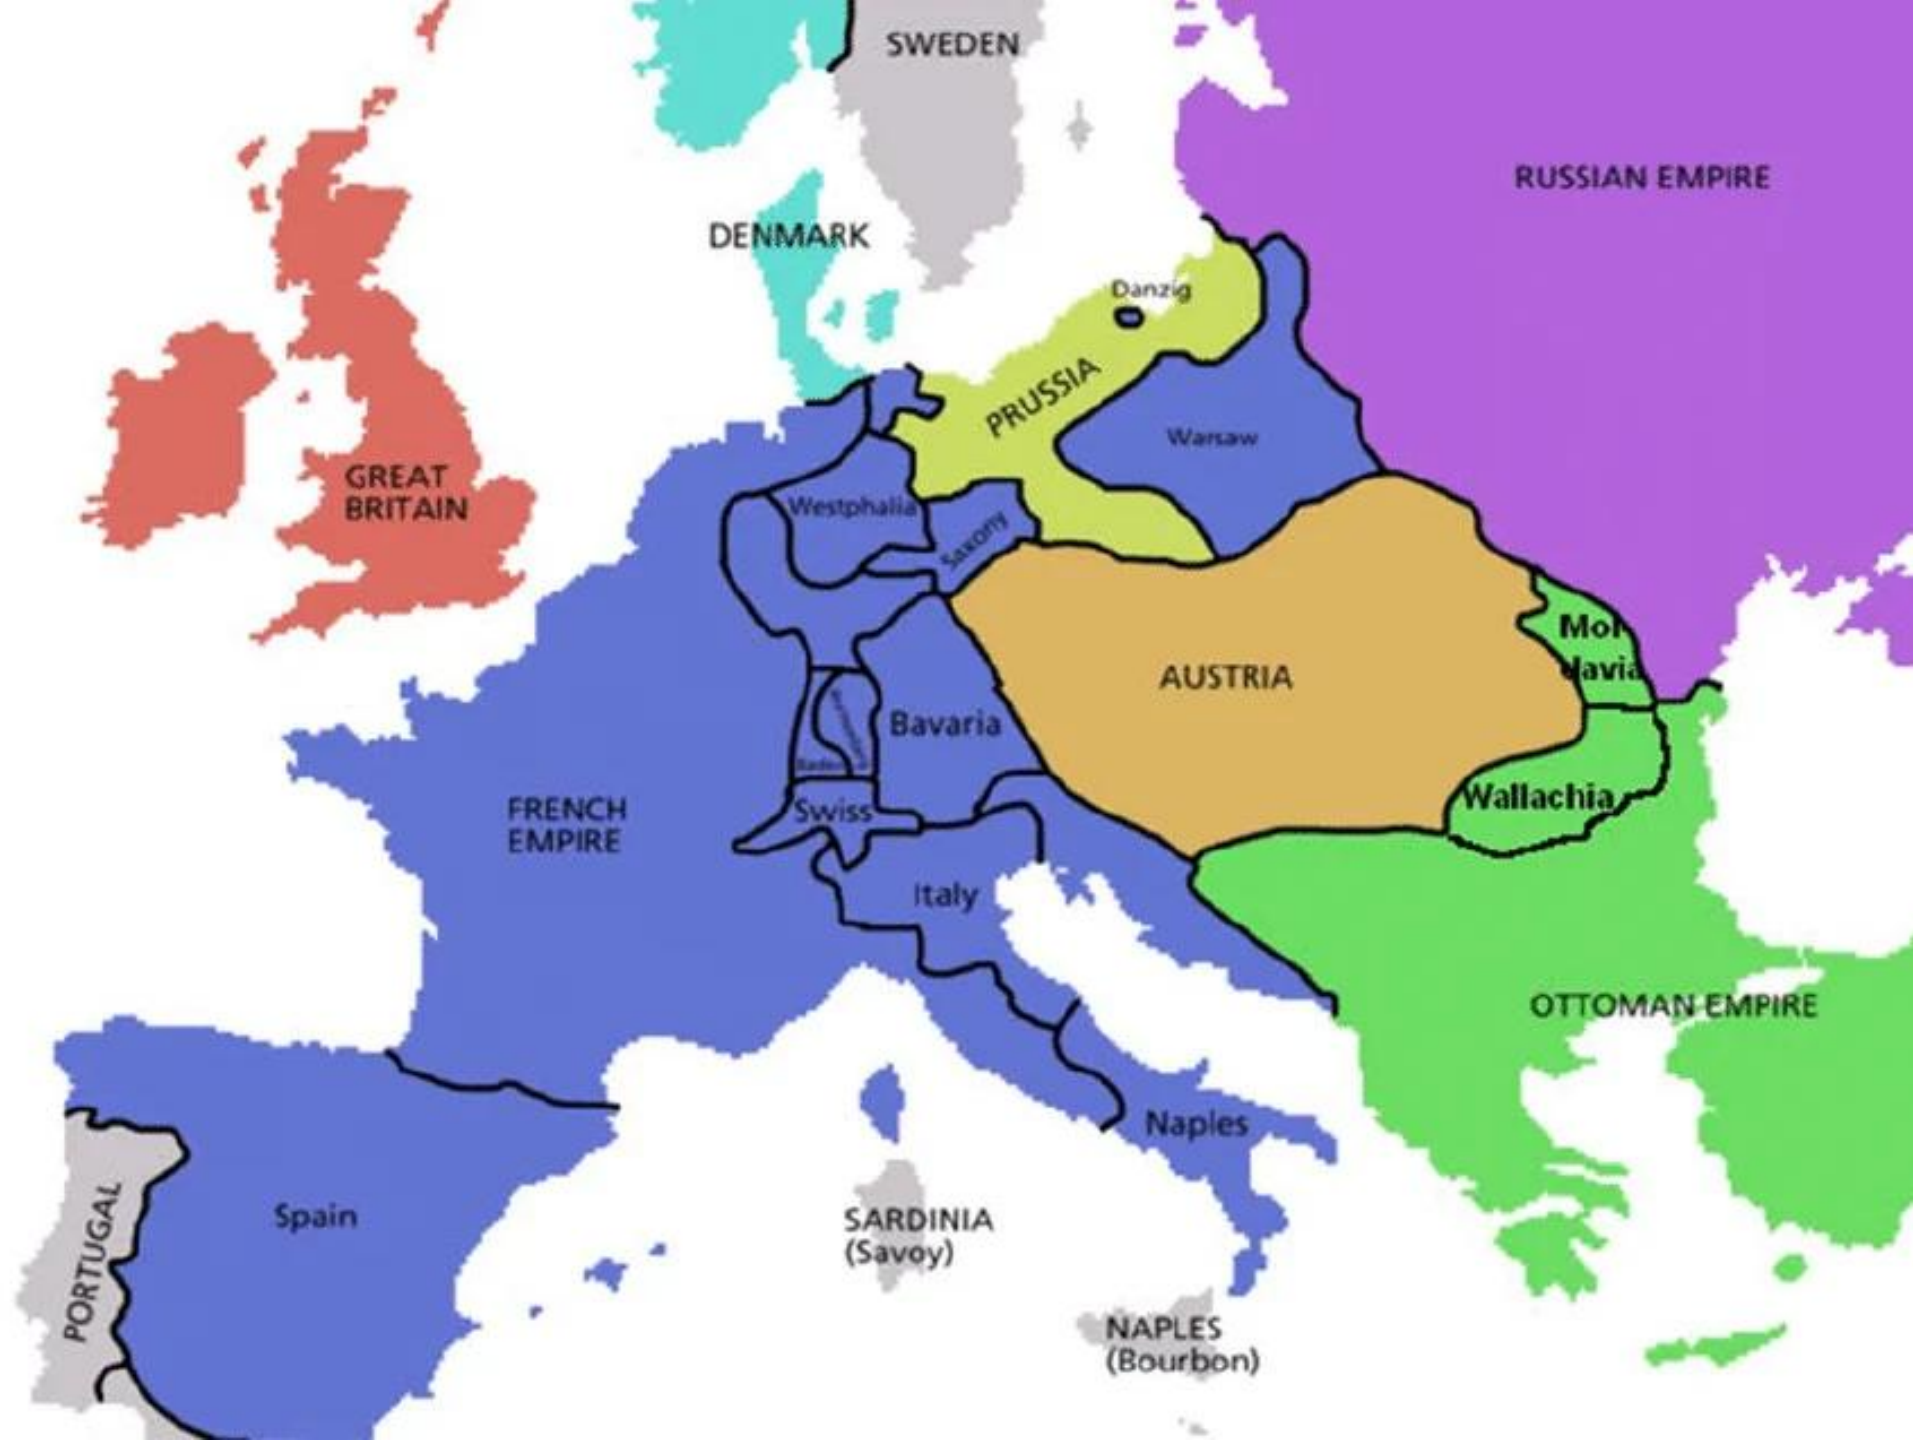 SWEDEN
RUSSIAN EMPIRE
DENMARK
Danzig
PRUSSIA
Warsaw
GREAT
BRITAIN
Westphalia
Saxony
Mol
davia
AUSTRIA
Bavaria
Baden
Wallachia
FRENCH
EMPIRE
Swiss
Italy
OTTOMAN EMPIRE
Naples
PORTUGAL
Spain
SARDINIA
(Savoy)
NAPLES
(Bourbon)